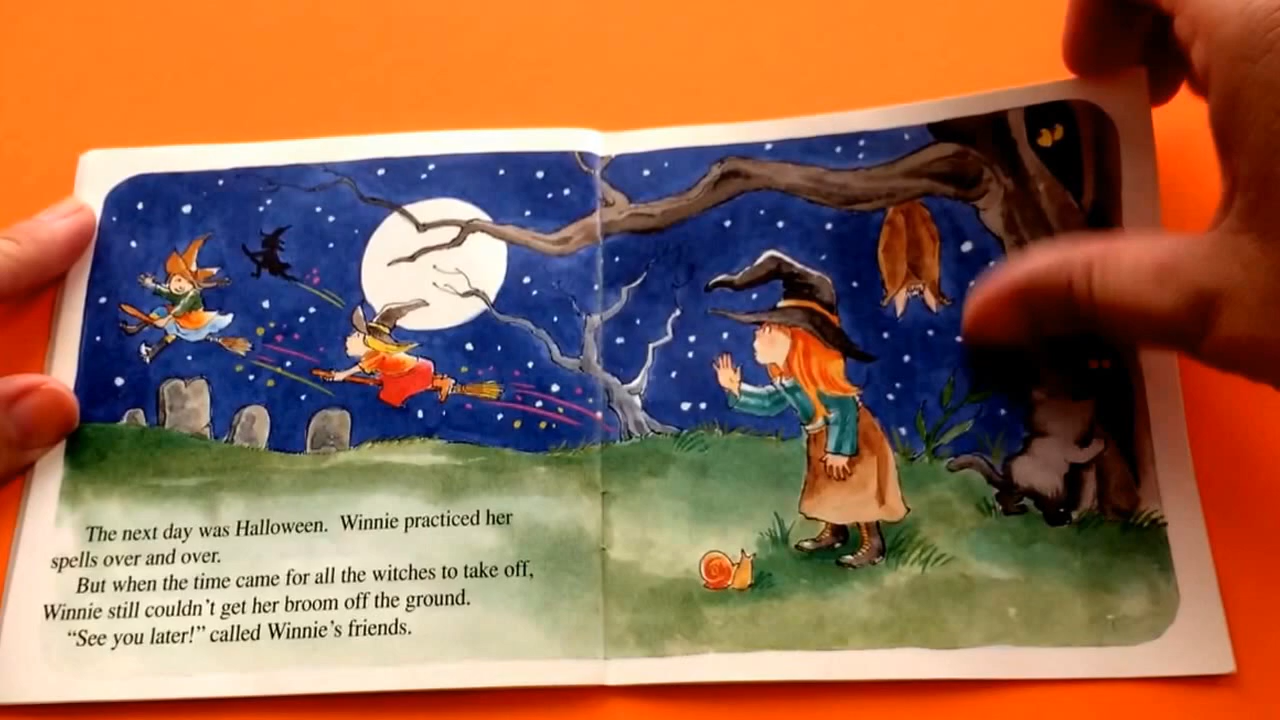 The next day was Halloween. Winnie practiced her
spells over and over.
But when the time came for all the witches to take off,
Winnie still couldn't get her broom off the ground.
"See you later!" called Winnie's friends.